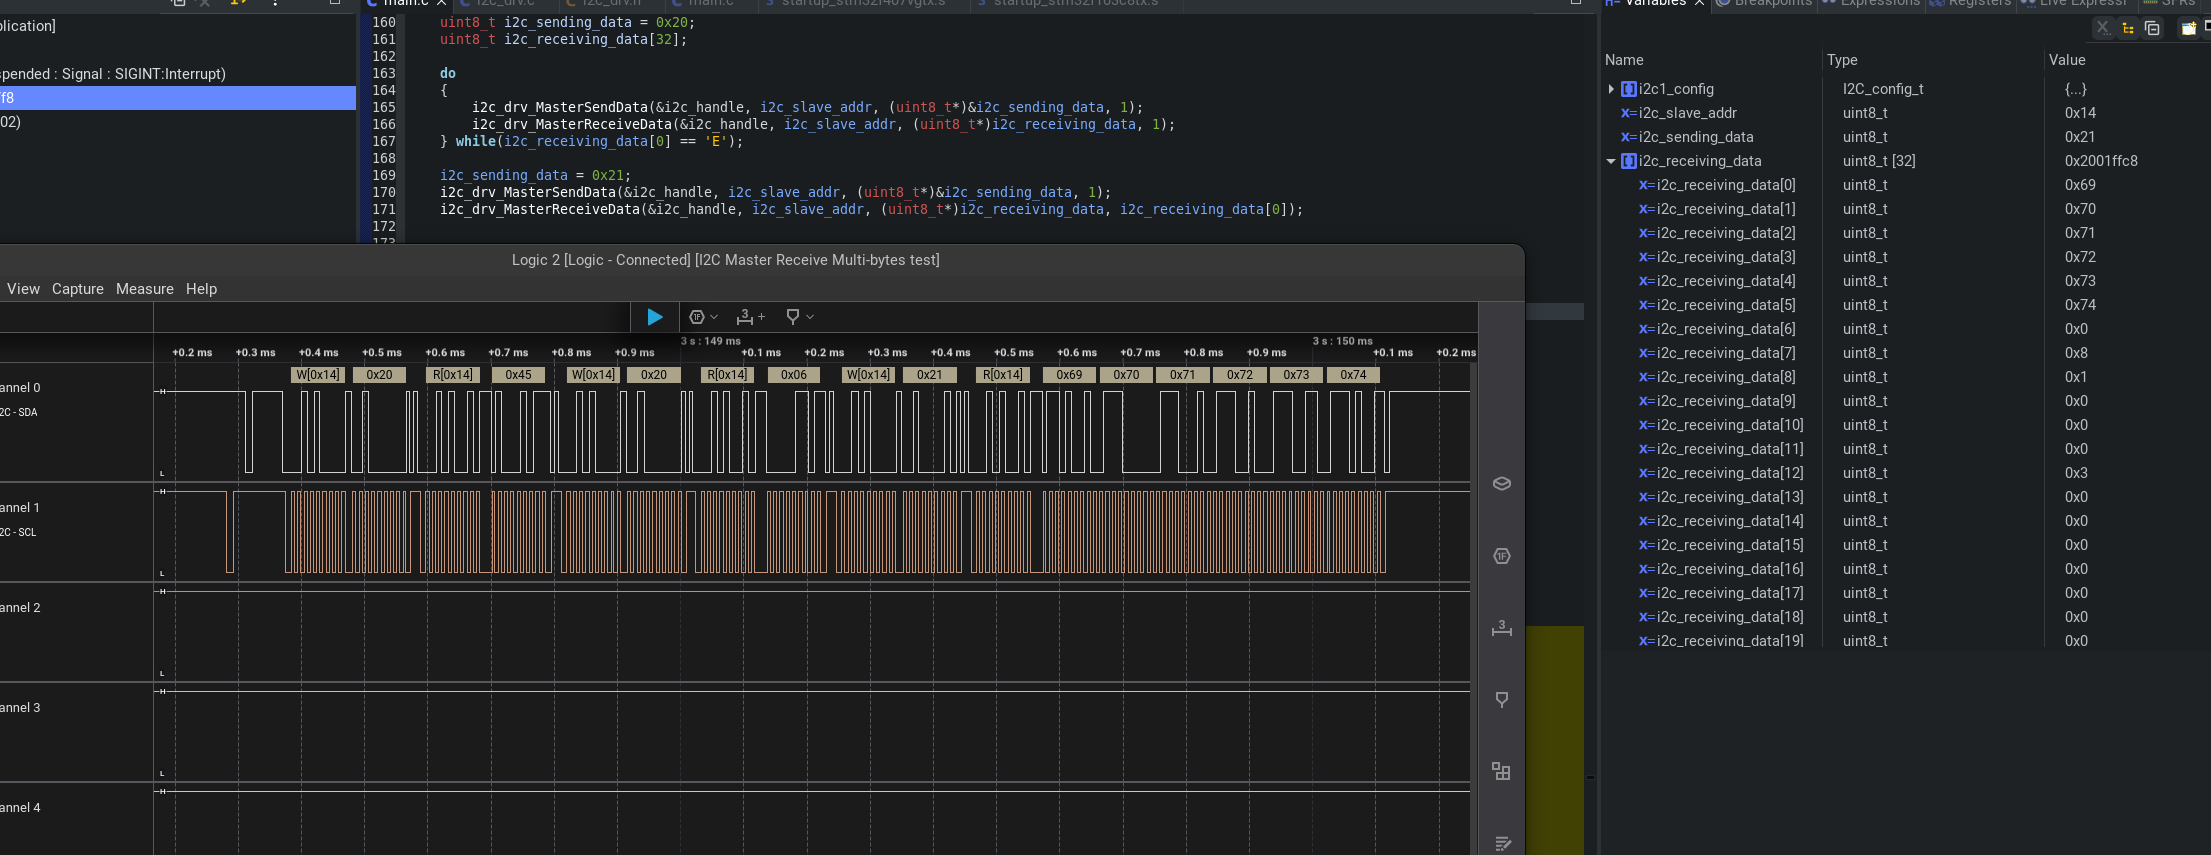 main.c
i2c_drv.c
i2c_drv.h
main.c
startup_stm32f407vgtx.s
startup_stm32f103c8tx.s
plication]
spended : Signal : SIGINT:Interrupt)
ff8
02)
160 uint8_t i2c_sending_data = 0x20;
161 uint8_t i2c_receiving_data[32];
162
163 do
164 {
165 i2c_drv_MasterSendData(&i2c_handle, i2c_slave_addr, (uint8_t*)&i2c_sending_data, 1);
166 i2c_drv_MasterReceiveData(&i2c_handle, i2c_slave_addr, (uint8_t*)i2c_receiving_data, 1);
167 } while(i2c_receiving_data[0] == 'E');
168
169 i2c_sending_data = 0x21;
170 i2c_drv_MasterSendData(&i2c_handle, i2c_slave_addr, (uint8_t*)&i2c_sending_data, 1);
171 i2c_drv_MasterReceiveData(&i2c_handle, i2c_slave_addr, (uint8_t*)i2c_receiving_data, i2c_receiving_data[0]);
172
173
Logic 2 [Logic - Connected] [I2C Master Receive Multi-bytes test]
View Capture Measure Help
1F 3 +
3 s : 149 ms 3 s : 150 ms
+0.2 ms +0.3 ms +0.4 ms +0.5 ms +0.6 ms +0.7 ms +0.8 ms +0.9 ms +0.1 ms +0.2 ms +0.3 ms +0.4 ms +0.5 ms +0.6 ms +0.7 ms +0.8 ms +0.9 ms +0.1 ms +0.2 ms
W[0x14] 0x20 R[0x14] 0x45 W[0x14] 0x20 R[0x14] 0x06 W[0x14] 0x21 R[0x14] 0x69 0x70 0x71 0x72 0x73 0x74
annel 0
H
2C - SDA
L
annel 1
H
2C - SCL
L
annel 2
H
L
annel 3
H
L
annel 4
H
1F
3
Variables Breakpoints Expressions Registers Live Expressi SFRs
Name Type Value
i2c1_config I2C_config_t {...}
x= i2c_slave_addr uint8_t 0x14
x= i2c_sending_data uint8_t 0x21
i2c_receiving_data uint8_t [32] 0x2001ffc8
x= i2c_receiving_data[0] uint8_t 0x69
x= i2c_receiving_data[1] uint8_t 0x70
x= i2c_receiving_data[2] uint8_t 0x71
x= i2c_receiving_data[3] uint8_t 0x72
x= i2c_receiving_data[4] uint8_t 0x73
x= i2c_receiving_data[5] uint8_t 0x74
x= i2c_receiving_data[6] uint8_t 0x0
x= i2c_receiving_data[7] uint8_t 0x8
x= i2c_receiving_data[8] uint8_t 0x1
x= i2c_receiving_data[9] uint8_t 0x0
x= i2c_receiving_data[10] uint8_t 0x0
x= i2c_receiving_data[11] uint8_t 0x0
x= i2c_receiving_data[12] uint8_t 0x3
x= i2c_receiving_data[13] uint8_t 0x0
x= i2c_receiving_data[14] uint8_t 0x0
x= i2c_receiving_data[15] uint8_t 0x0
x= i2c_receiving_data[16] uint8_t 0x0
x= i2c_receiving_data[17] uint8_t 0x0
x= i2c_receiving_data[18] uint8_t 0x0
x= i2c_receiving_data[19] uint8_t 0x0